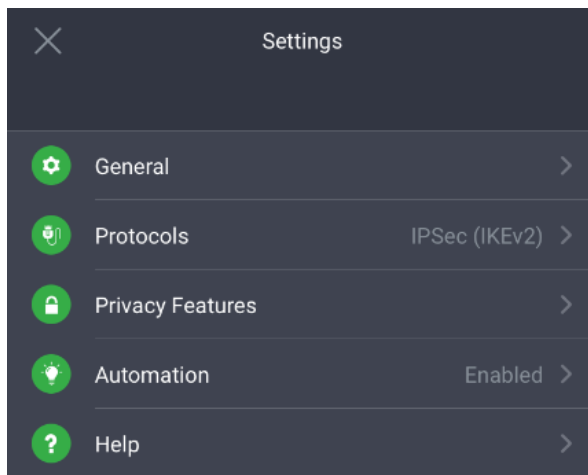 Settings
General
Protocols IPSec (IKEv2)
Privacy Features
Automation Enabled
Help